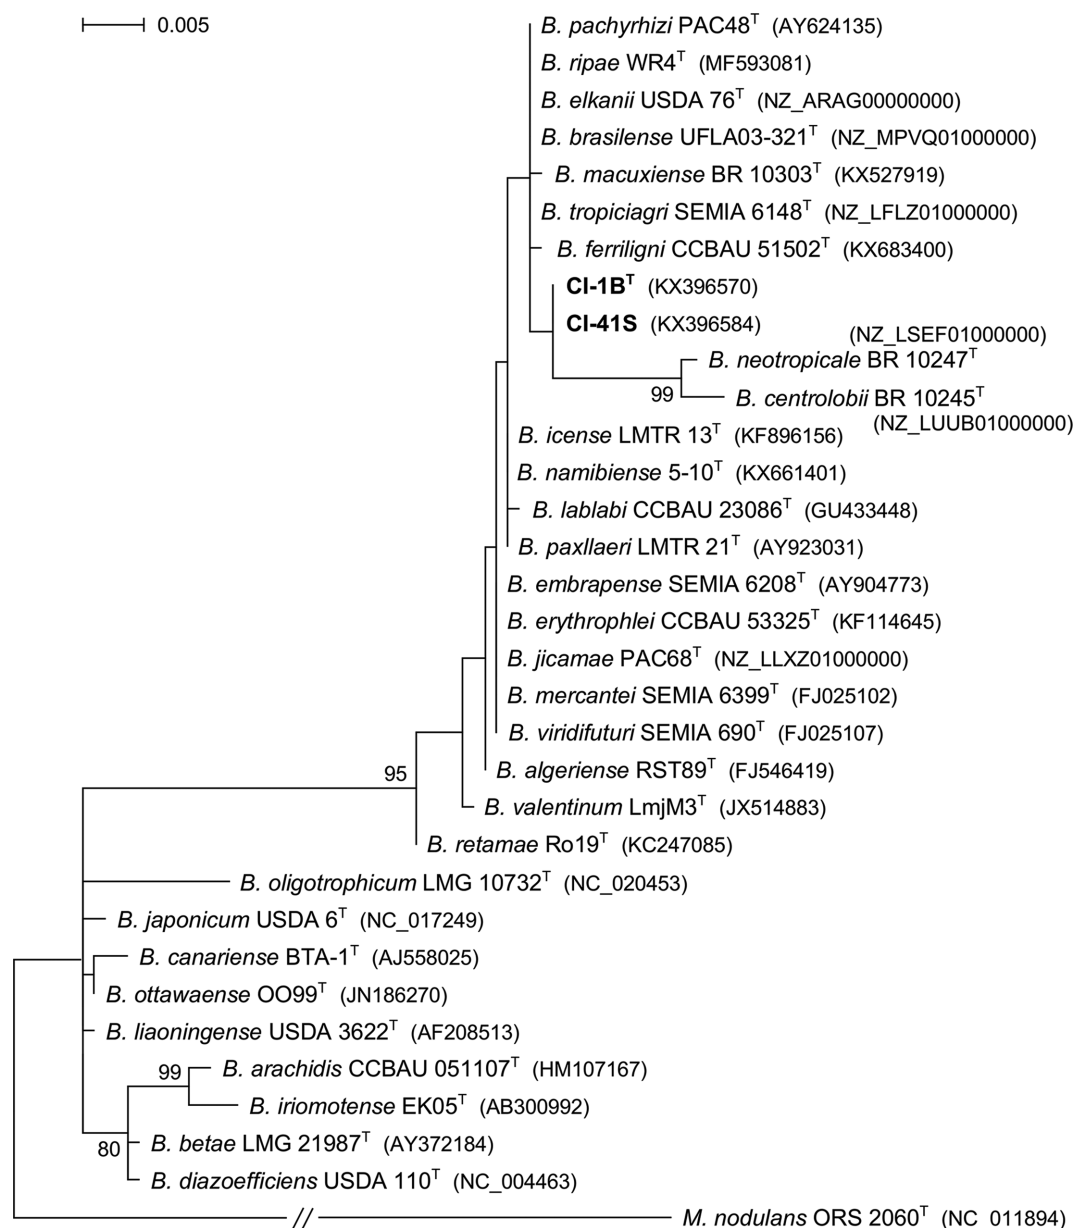 0.005
B. pachyrhizi PAC48T (AY624135)
B. ripae WR4T (MF593081)
B. elkanii USDA 76T (NZ_ARAG00000000)
B. brasilense UFLA03-321T (NZ_MPVQ01000000)
B. macuxiense BR 10303T (KX527919)
B. tropiciagri SEMIA 6148T (NZ_LFLZ01000000)
B. ferriligni CCBAU 51502T (KX683400)
CI-1BT (KX396570)
CI-41S (KX396584)
(NZ_LSEF01000000)
B. neotropicale BR 10247T
99
B. centrolobii BR 10245T
(NZ_LUUB01000000)
B. icense LMTR 13T (KF896156)
B. namibiense 5-10T (KX661401)
B. lablabi CCBAU 23086T (GU433448)
B. paxllaeri LMTR 21T (AY923031)
B. embrapense SEMIA 6208T (AY904773)
B. erythrophlei CCBAU 53325T (KF114645)
B. jicamae PAC68T (NZ_LLXZ01000000)
B. mercantei SEMIA 6399T (FJ025102)
B. viridifuturi SEMIA 690T (FJ025107)
95
B. algeriense RST89T (FJ546419)
B. valentinum LmjM3T (JX514883)
B. retamae Ro19T (KC247085)
B. oligotrophicum LMG 10732T (NC_020453)
B. japonicum USDA 6T (NC_017249)
B. canariense BTA-1T (AJ558025)
B. ottawaense OO99T (JN186270)
B. liaoningense USDA 3622T (AF208513)
99
B. arachidis CCBAU 051107T (HM107167)
B. iriomotense EK05T (AB300992)
80
B. betae LMG 21987T (AY372184)
B. diazoefficiens USDA 110T (NC_004463)
M. nodulans ORS 2060T (NC_011894)